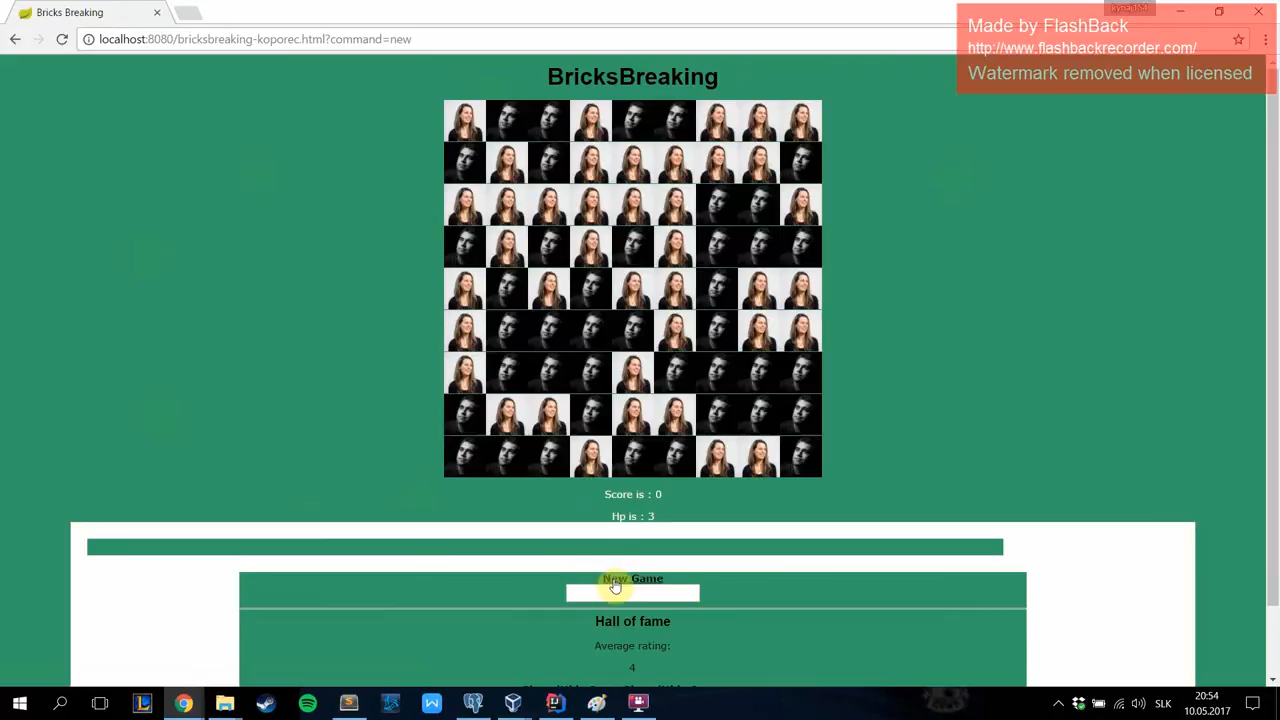 Bricks Breaking
kynaj154
localhost:8080/bricksbreaking-koporec.html?command=new
Made by FlashBack
http://www.flashbackrecorder.com/
Watermark removed when licensed
BricksBreaking
Score is : 0
Hp is : 3
New Game
Hall of fame
Average rating:
4
SLK
20:54
10.05.2017